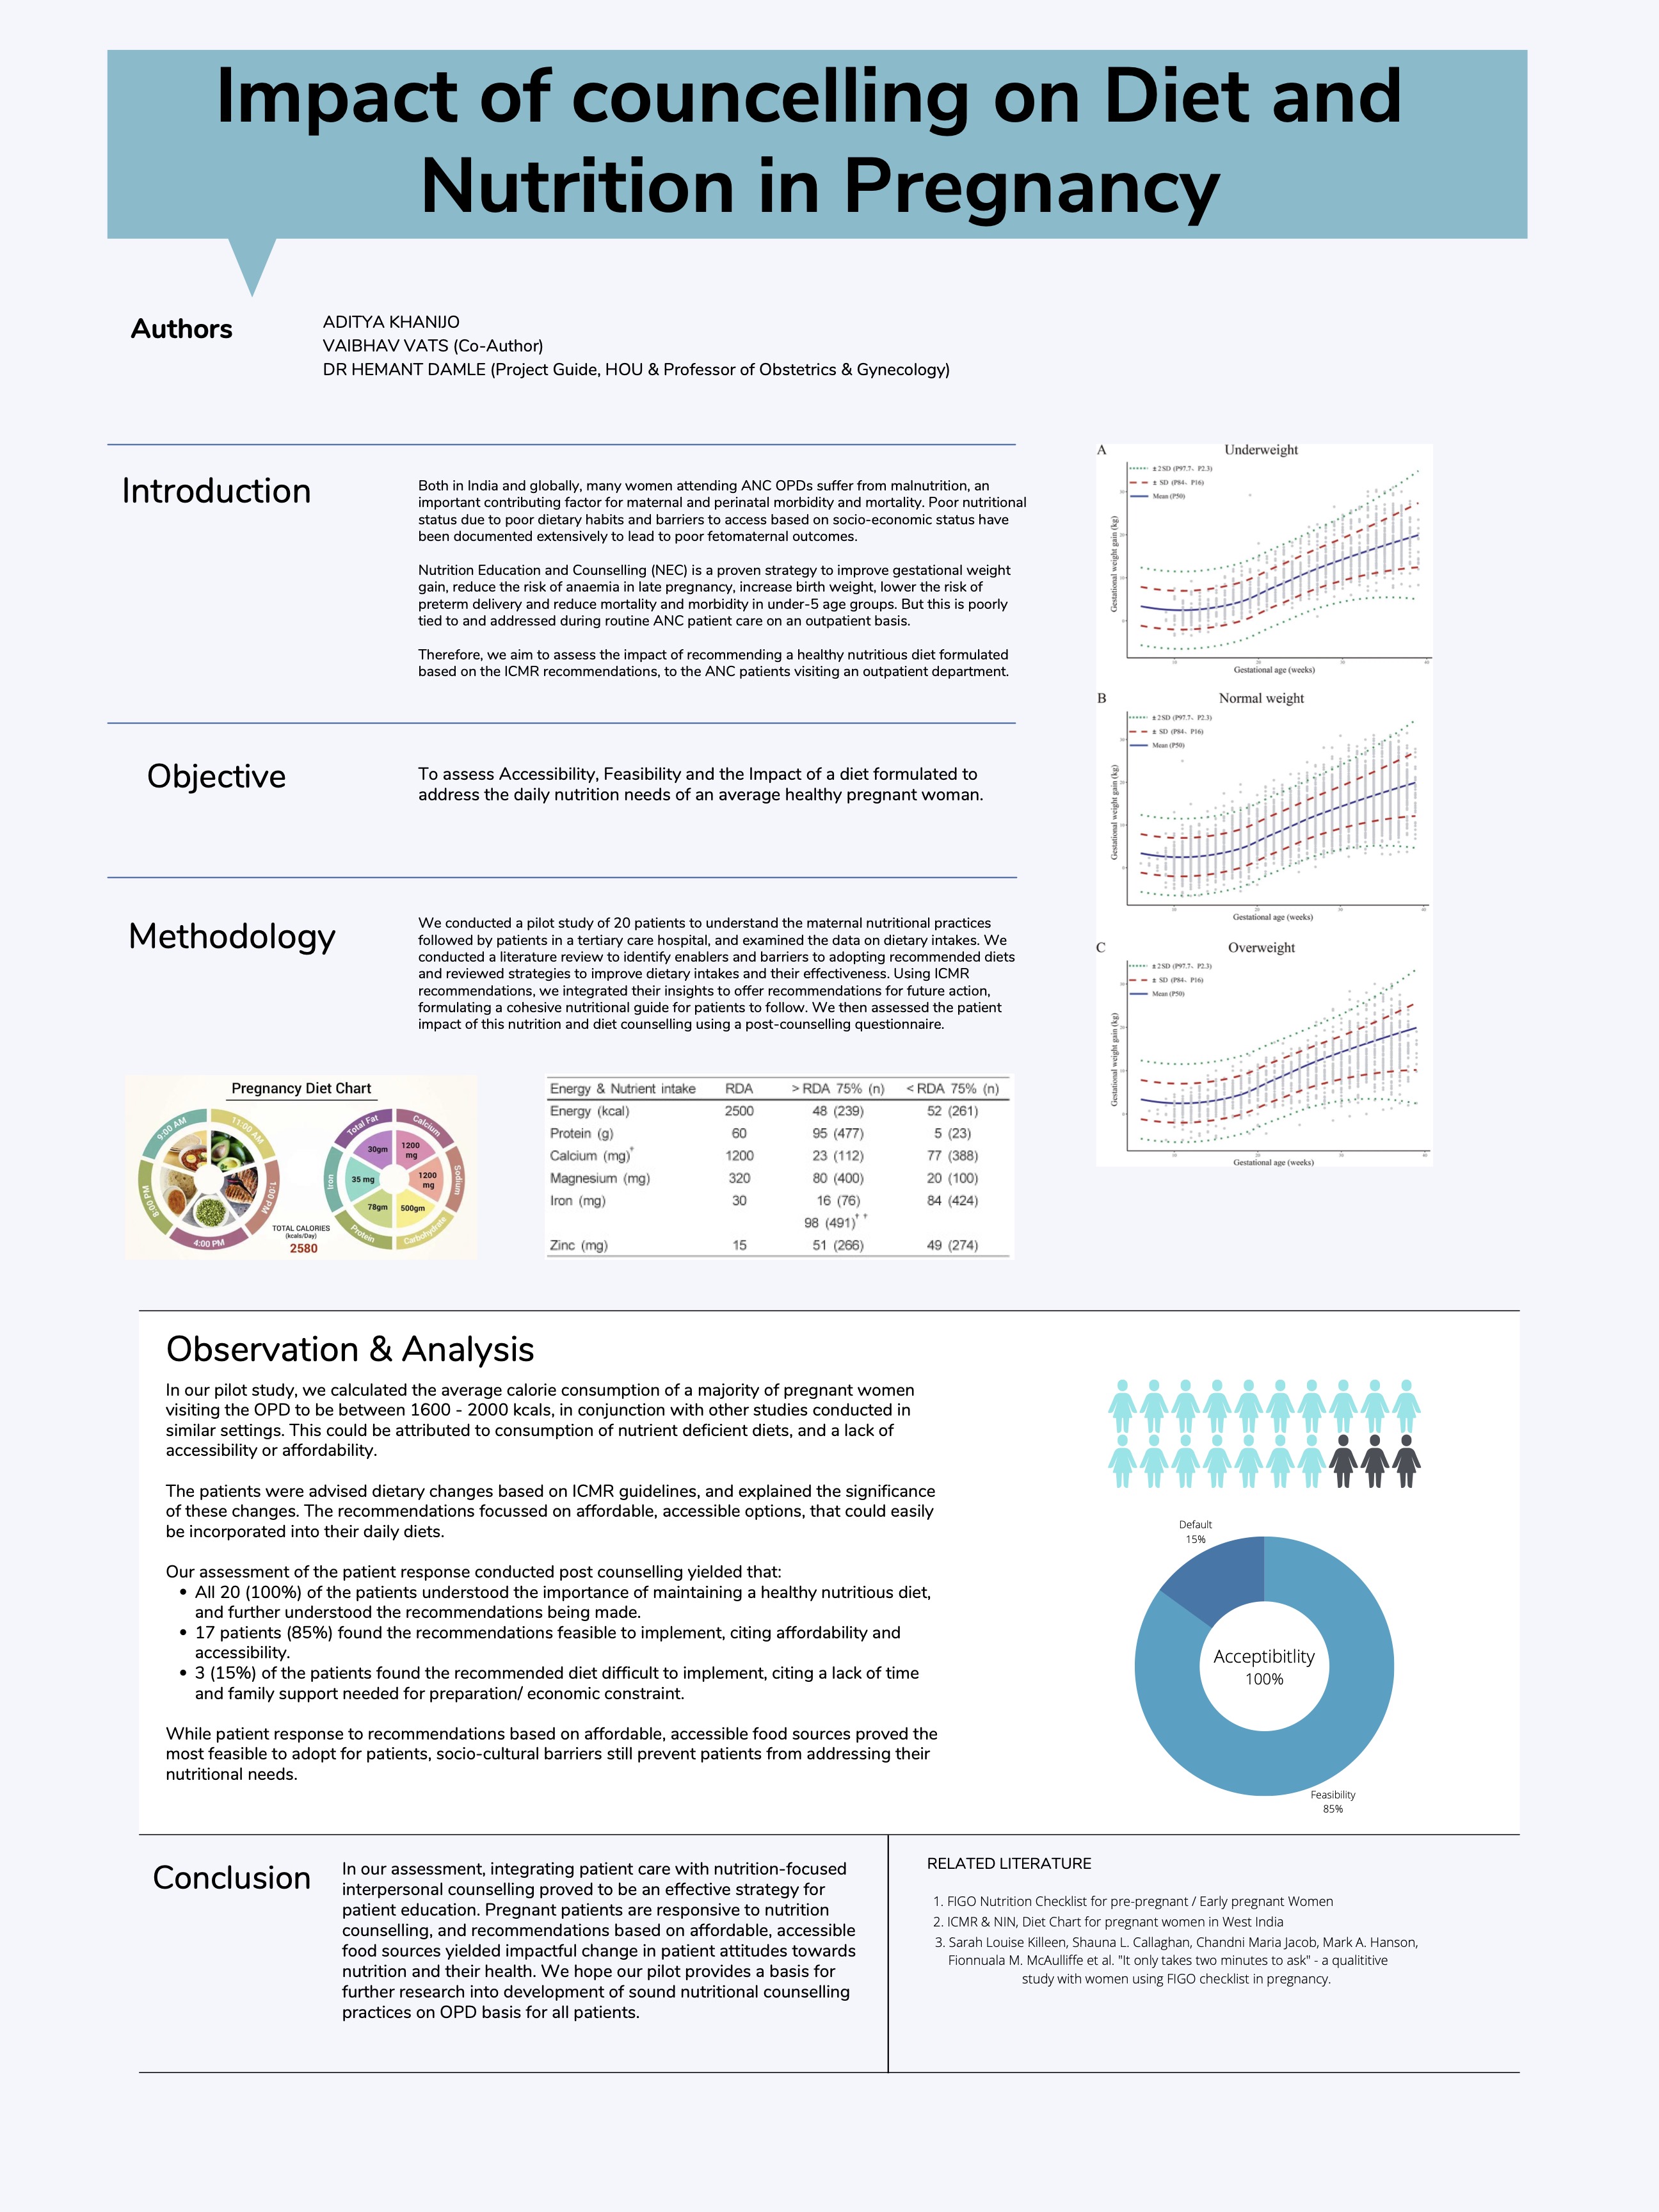 Impact of councelling on Diet and
Nutrition in Pregnancy
Authors
ADITYA KHANIJO
VAIBHAV VATS (Co-Author)
DR HEMANT DAMLE (Project Guide, HOU & Professor of Obstetrics & Gynecology)
Introduction
Both in India and globally, many women attending ANC OPDs suffer from malnutrition, an
important contributing factor for maternal and perinatal morbidity and mortality. Poor nutritional
status due to poor dietary habits and barriers to access based on socio-economic status have
been documented extensively to lead to poor fetomaternal outcomes.
Nutrition Education and Counselling (NEC) is a proven strategy to improve gestational weight
gain, reduce the risk of anaemia in late pregnancy, increase birth weight, lower the risk of
preterm delivery and reduce mortality and morbidity in under-5 age groups. But this is poorly
tied to and addressed during routine ANC patient care on an outpatient basis.
Therefore, we aim to assess the impact of recommending a healthy nutritious diet formulated
based on the ICMR recommendations, to the ANC patients visiting an outpatient department.
Objective
To assess Accessibility, Feasibility and the Impact of a diet formulated to
address the daily nutrition needs of an average healthy pregnant woman.
Methodology
We conducted a pilot study of 20 patients to understand the maternal nutritional practices
followed by patients in a tertiary care hospital, and examined the data on dietary intakes. We
conducted a literature review to identify enablers and barriers to adopting recommended diets
and reviewed strategies to improve dietary intakes and their effectiveness. Using ICMR
recommendations, we integrated their insights to offer recommendations for future action,
formulating a cohesive nutritional guide for patients to follow. We then assessed the patient
impact of this nutrition and diet counselling using a post-counselling questionnaire.
A
Underweight
± 2 SD (P97.7、P2.3)
± SD (P84、P16)
Mean (P50)
Gestational weight gain (kg)
30
20
10
0
10
20
30
40
Gestational age (weeks)
B
Normal weight
± 2 SD (P97.7、P2.3)
± SD (P84、P16)
Mean (P50)
Gestational weight gain (kg)
30
20
10
0
10
20
30
40
Gestational age (weeks)
C
Overweight
± 2 SD (P97.7、P2.3)
± SD (P84、P16)
Mean (P50)
Gestational weight gain (kg)
30
20
10
0
10
20
30
40
Gestational age (weeks)
Pregnancy Diet Chart
9:00 AM
11:00 AM
1:00 PM
4:00 PM
8:00 PM
TOTAL CALORIES
(kcals/Day)
2580
Total Fat
30gm
Calcium
1200
mg
Sodium
1200
mg
Carbohydrate
500gm
Protein
78gm
Iron
35 mg
Energy & Nutrient intake RDA > RDA 75% (n) < RDA 75% (n)
Energy (kcal) 2500 48 (239) 52 (261)
Protein (g) 60 95 (477) 5 (23)
Calcium (mg)† 1200 23 (112) 77 (388)
Magnesium (mg) 320 80 (400) 20 (100)
Iron (mg) 30 16 (76) 84 (424)
98 (491)† †
Zinc (mg) 15 51 (266) 49 (274)
Observation & Analysis
In our pilot study, we calculated the average calorie consumption of a majority of pregnant women
visiting the OPD to be between 1600 - 2000 kcals, in conjunction with other studies conducted in
similar settings. This could be attributed to consumption of nutrient deficient diets, and a lack of
accessibility or affordability.
The patients were advised dietary changes based on ICMR guidelines, and explained the significance
of these changes. The recommendations focussed on affordable, accessible options, that could easily
be incorporated into their daily diets.
Our assessment of the patient response conducted post counselling yielded that:
• All 20 (100%) of the patients understood the importance of maintaining a healthy nutritious diet,
and further understood the recommendations being made.
• 17 patients (85%) found the recommendations feasible to implement, citing affordability and
accessibility.
• 3 (15%) of the patients found the recommended diet difficult to implement, citing a lack of time
and family support needed for preparation/ economic constraint.
While patient response to recommendations based on affordable, accessible food sources proved the
most feasible to adopt for patients, socio-cultural barriers still prevent patients from addressing their
nutritional needs.
Default
15%
Acceptibitlity
100%
Feasibility
85%
Conclusion
In our assessment, integrating patient care with nutrition-focused
interpersonal counselling proved to be an effective strategy for
patient education. Pregnant patients are responsive to nutrition
counselling, and recommendations based on affordable, accessible
food sources yielded impactful change in patient attitudes towards
nutrition and their health. We hope our pilot provides a basis for
further research into development of sound nutritional counselling
practices on OPD basis for all patients.
RELATED LITERATURE
1. FIGO Nutrition Checklist for pre-pregnant / Early pregnant Women
2. ICMR & NIN, Diet Chart for pregnant women in West India
3. Sarah Louise Killeen, Shauna L. Callaghan, Chandni Maria Jacob, Mark A. Hanson,
Fionnuala M. McAulliffe et al. "It only takes two minutes to ask" - a qualititive
study with women using FIGO checklist in pregnancy.